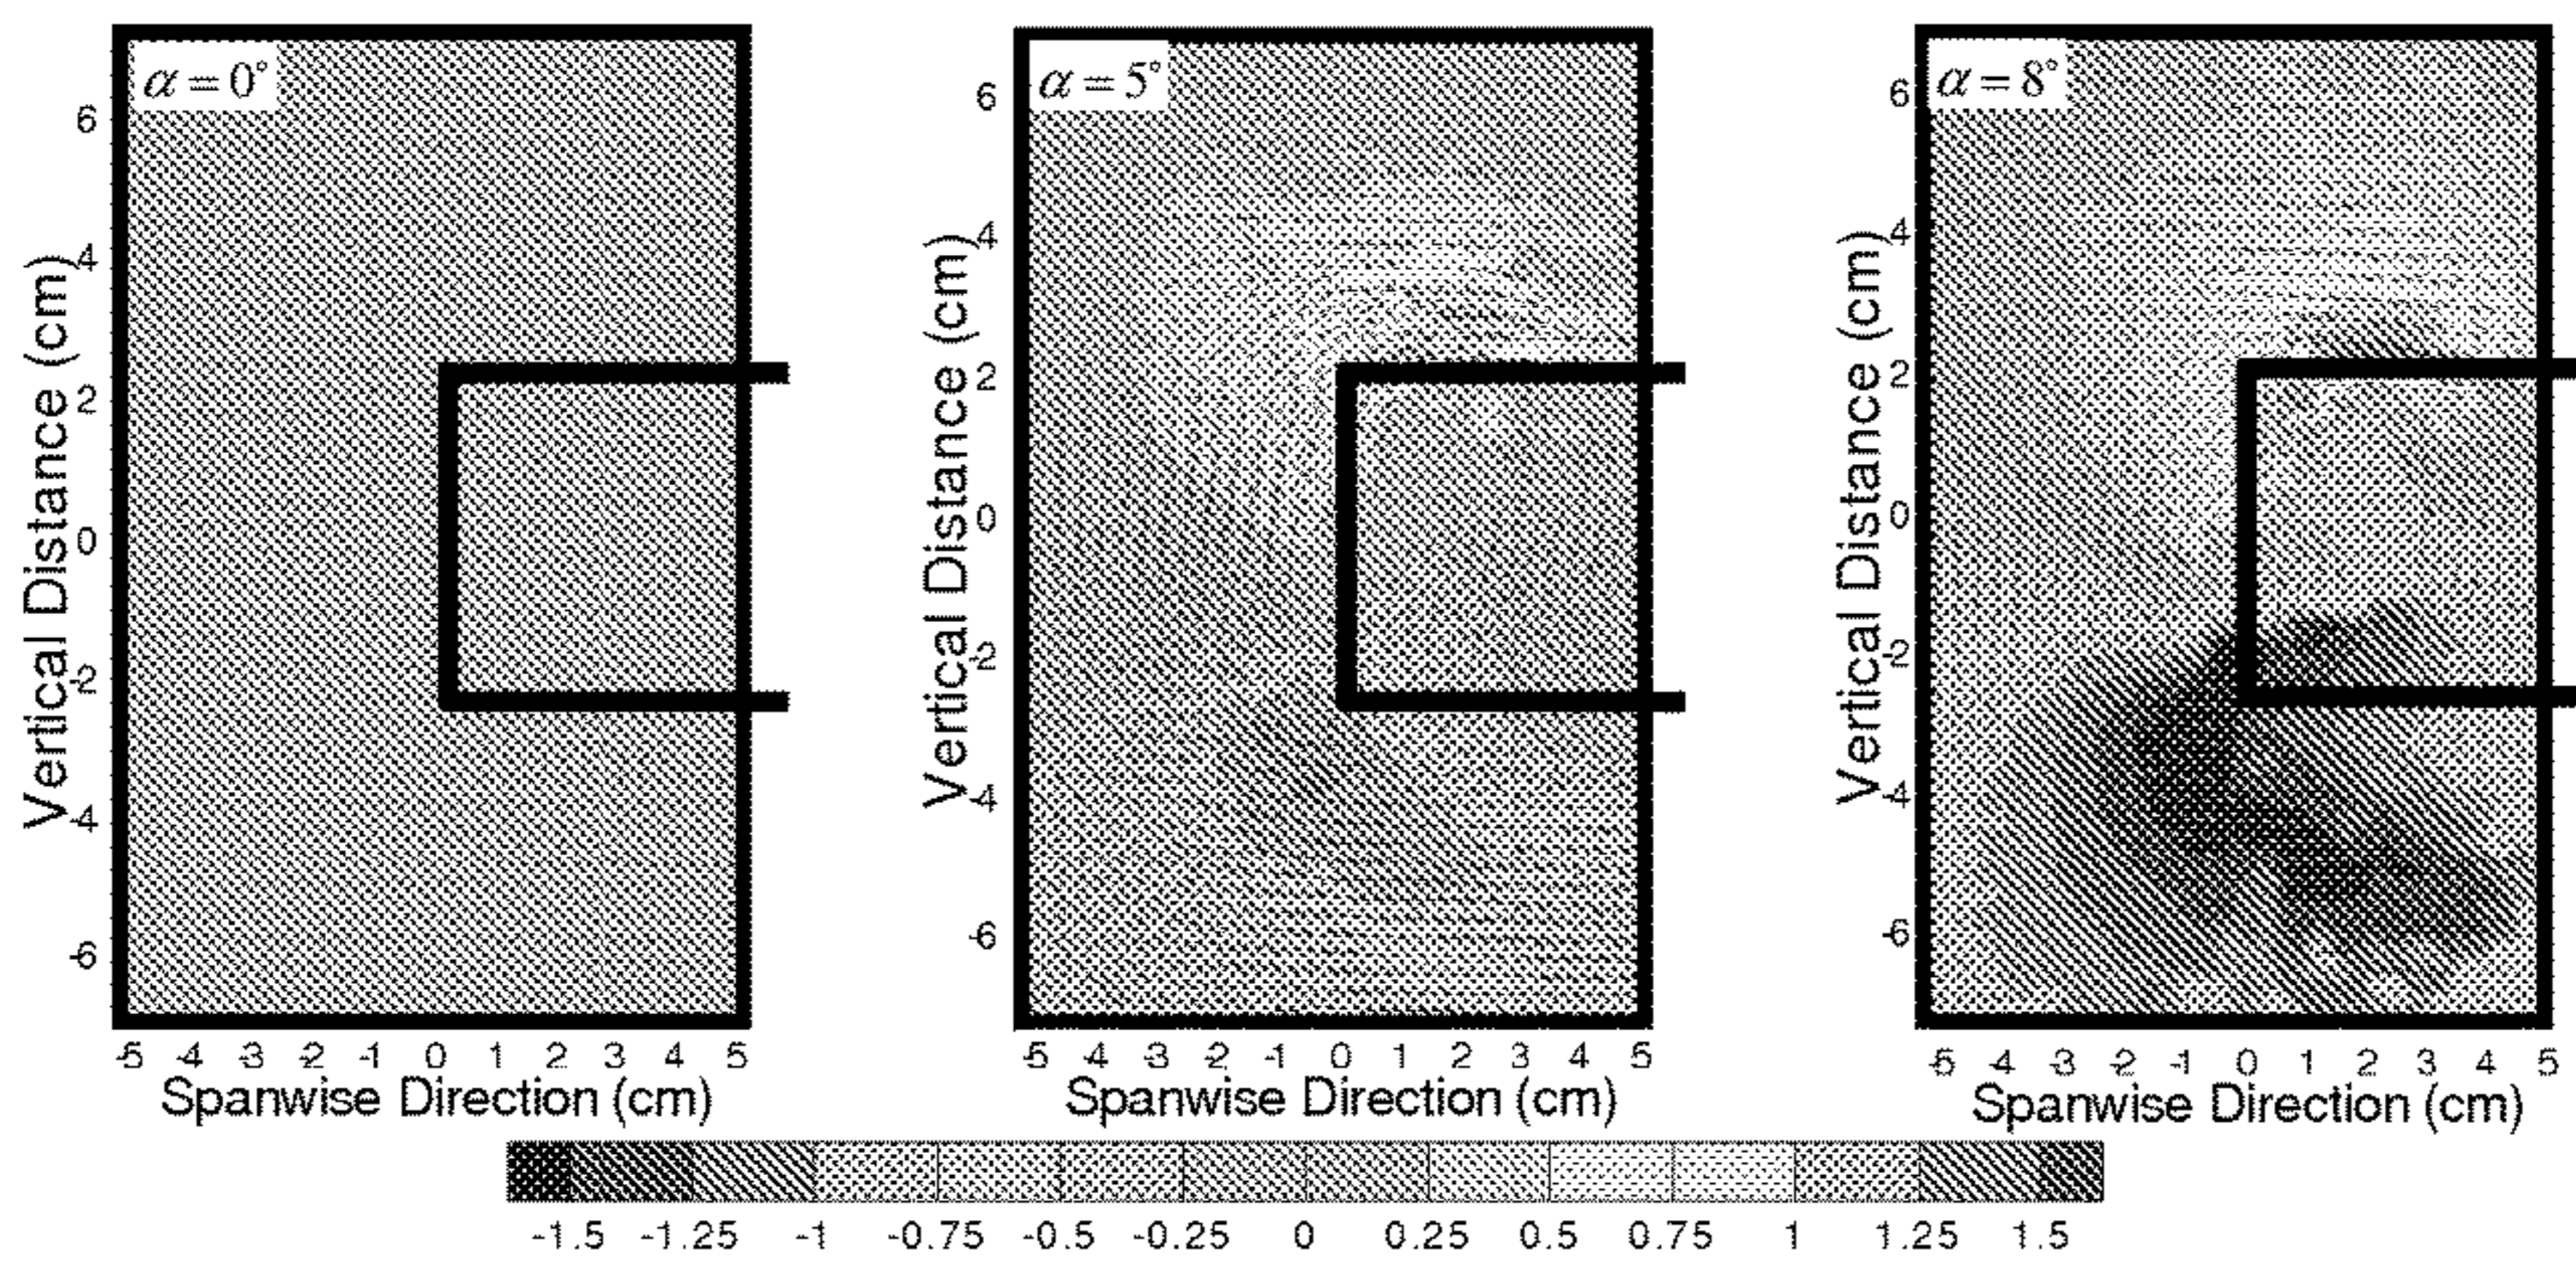 α = 0°
Vertical Distance (cm)
6
4
2
0
-2
-4
-6
-5 -4 -3 -2 -1 0 1 2 3 4 5
Spanwise Direction (cm)
α = 5°
Vertical Distance (cm)
6
4
2
0
-2
-4
-6
-5 -4 -3 -2 -1 0 1 2 3 4 5
Spanwise Direction (cm)
α = 8°
Vertical Distance (cm)
6
4
2
0
-2
-4
-6
-5 -4 -3 -2 -1 0 1 2 3 4 5
Spanwise Direction (cm)
-1.5 -1.25 -1 -0.75 -0.5 -0.25 0 0.25 0.5 0.75 1 1.25 1.5